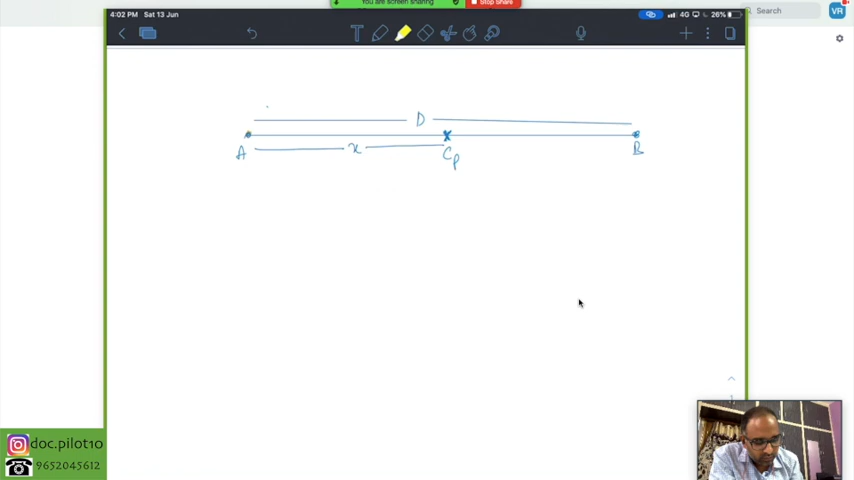 You are screen sharing
Stop Share
4:02 PM Sat 13 Jun
4G 26%
Search
VR
T
D
A x Cp B
1
doc.pilot10
9652045612